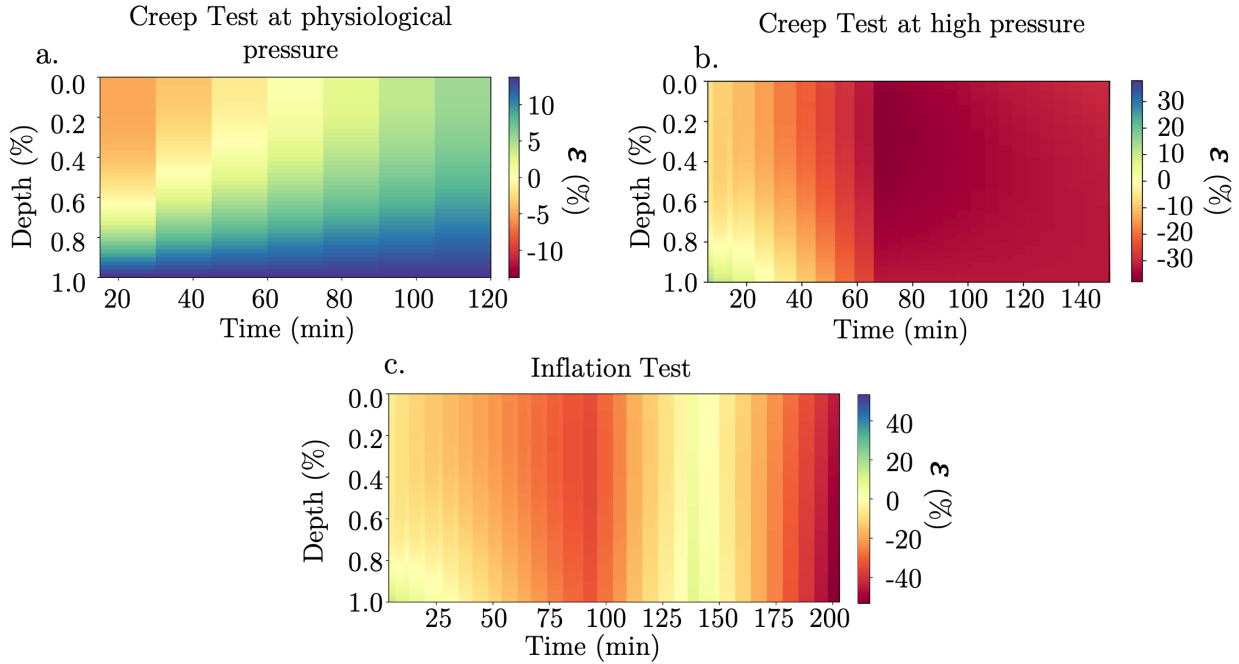 Creep Test at physiological
pressure
a.
0.0
0.2
0.4
0.6
0.8
1.0
Depth (%)
20 40 60 80 100 120
Time (min)
10
5
0
-5
-10
ε (%)
Creep Test at high pressure
b.
0.0
0.2
0.4
0.6
0.8
1.0
Depth (%)
20 40 60 80 100 120 140
Time (min)
30
20
10
0
-10
-20
-30
ε (%)
c.
Inflation Test
0.0
0.2
0.4
0.6
0.8
1.0
Depth (%)
25 50 75 100 125 150 175 200
Time (min)
40
20
0
-20
-40
ε (%)